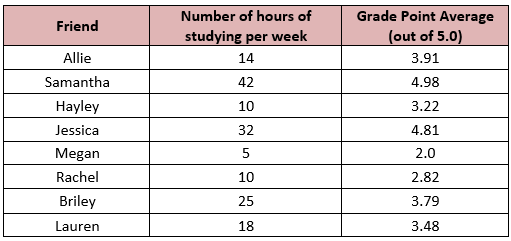 Friend Number of hours of studying per week Grade Point Average (out of 5.0)
Allie 14 3.91
Samantha 42 4.98
Hayley 10 3.22
Jessica 32 4.81
Megan 5 2.0
Rachel 10 2.82
Briley 25 3.79
Lauren 18 3.48